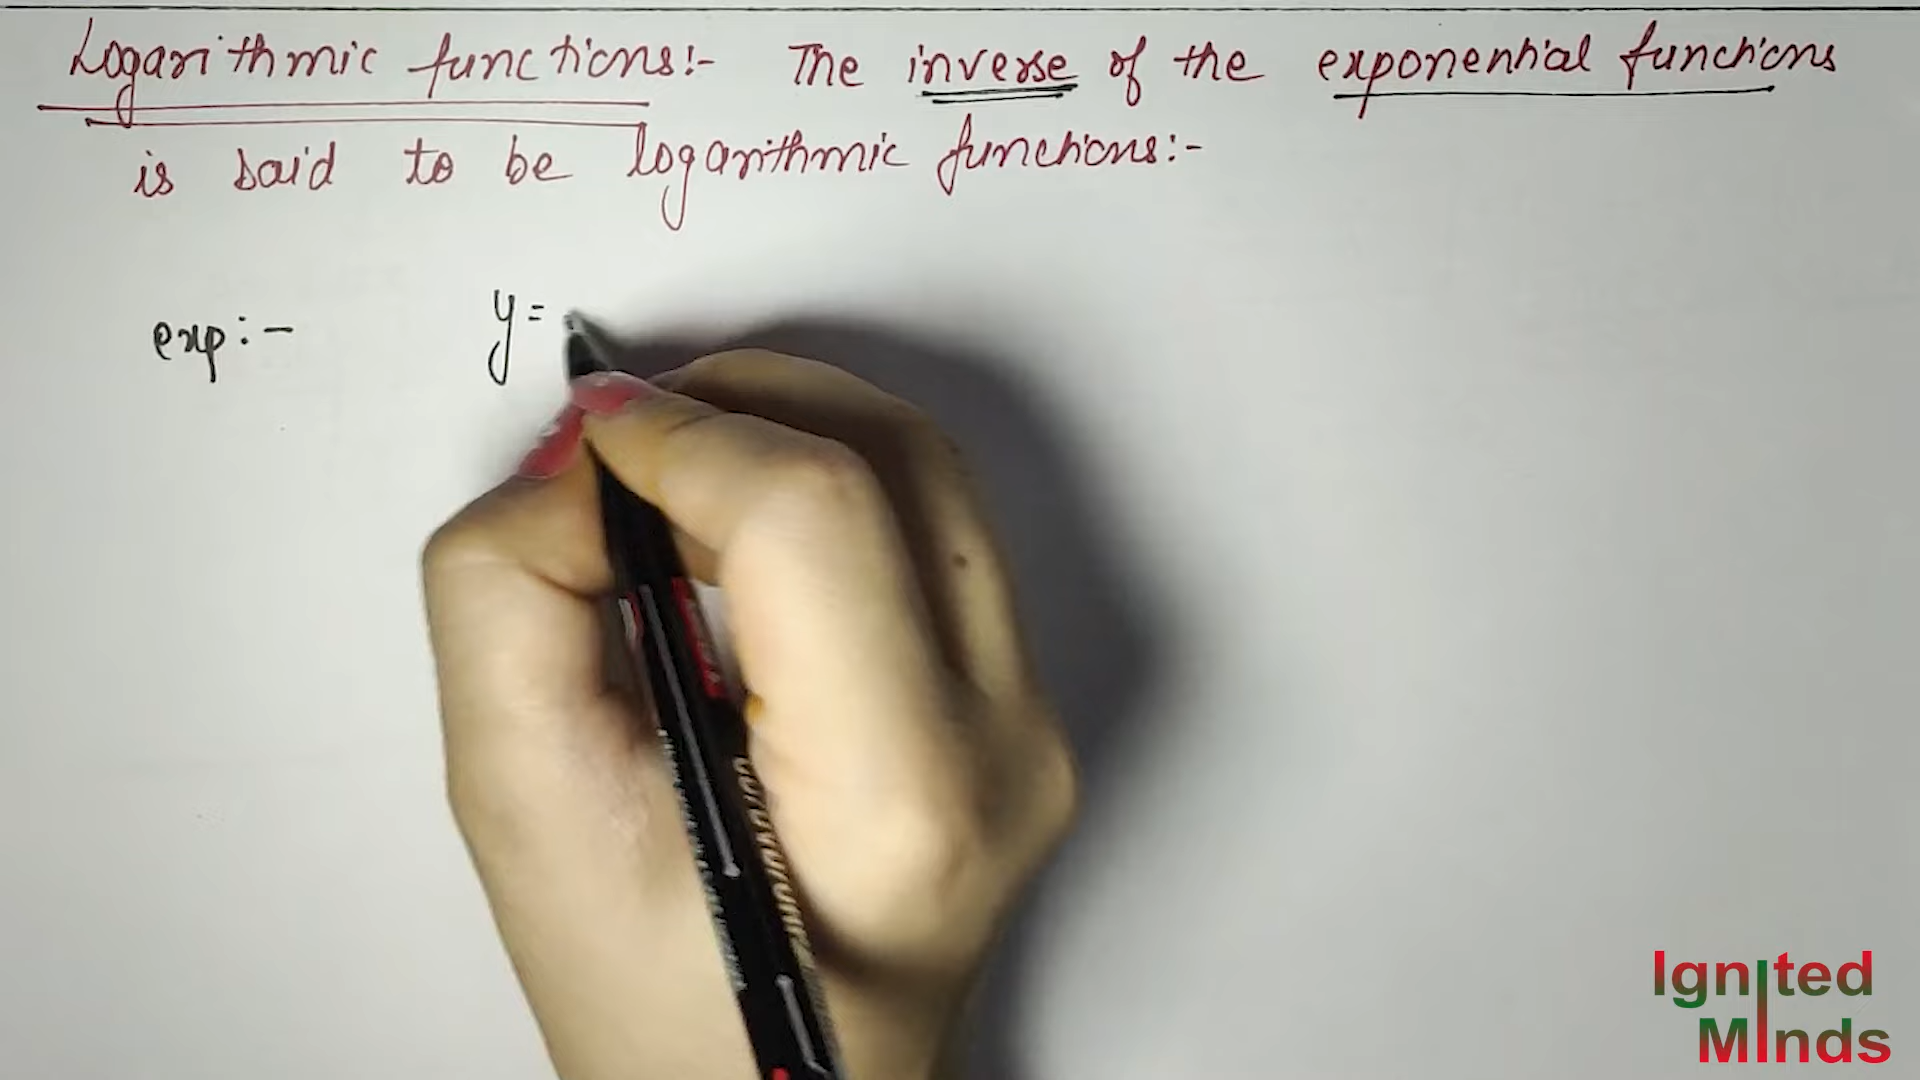 Logarithmic functions:- The inverse of the exponential functions
is said to be logarithmic functions:-
exp:- y=
Ignited
Minds